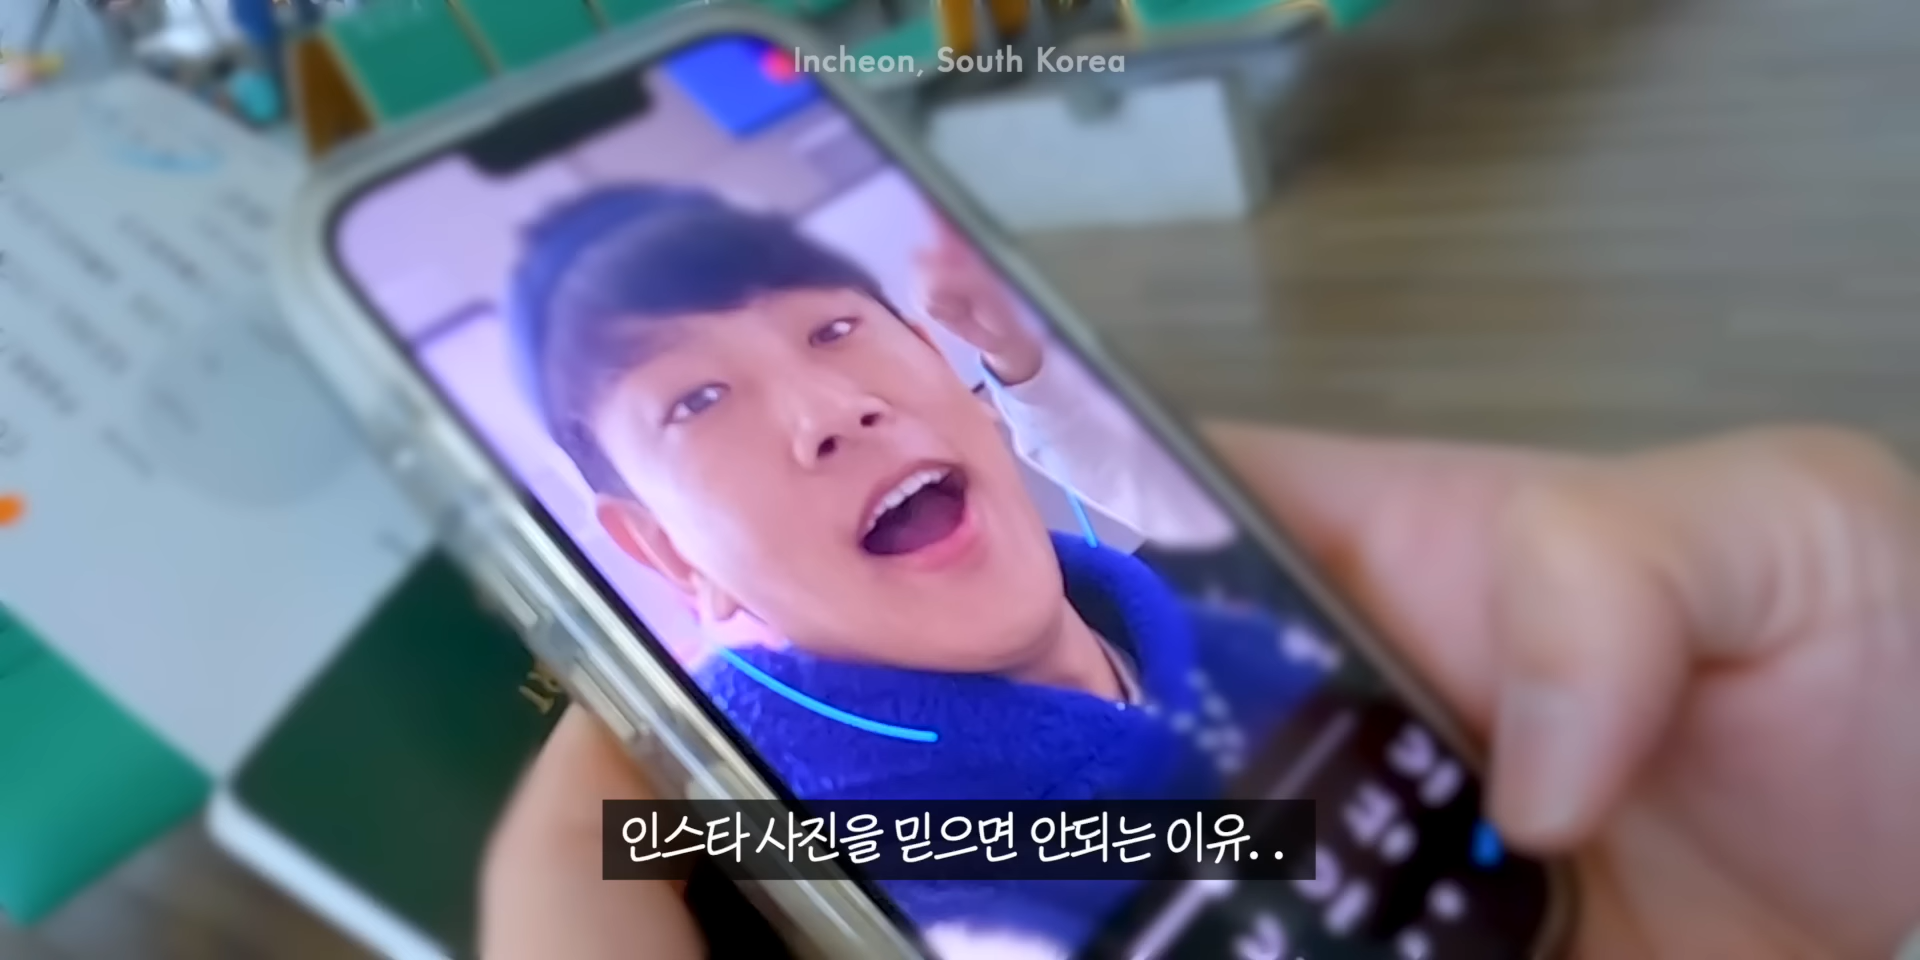 Incheon, South Korea
인스타 사진을 믿으면 안되는 이유. .